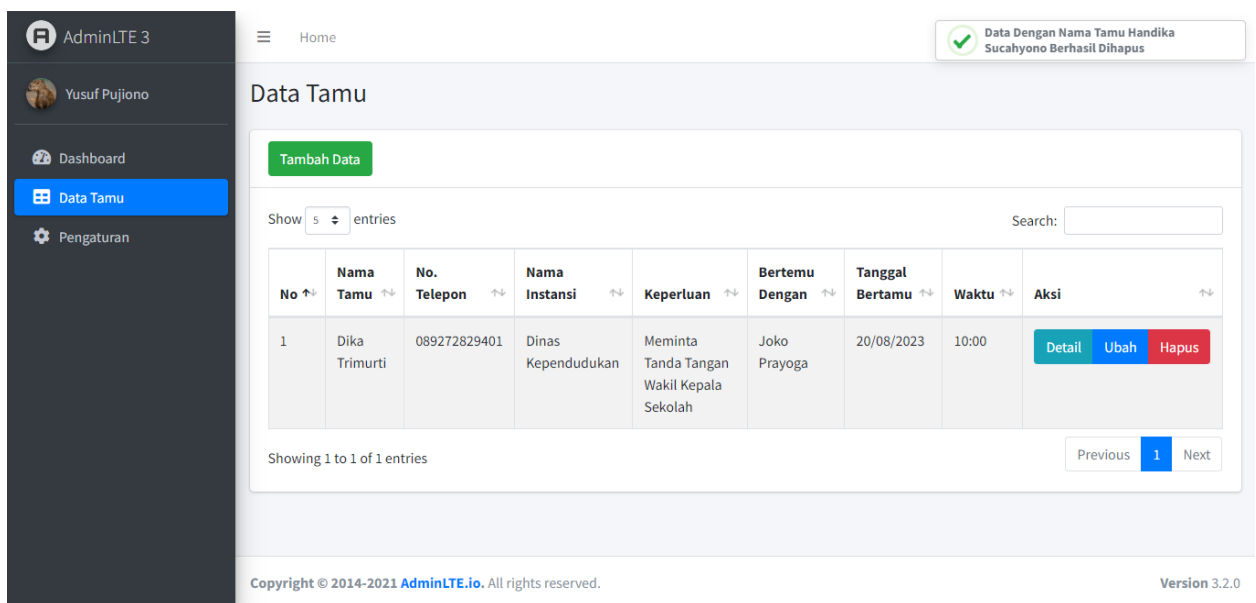 AdminLTE 3
Home
Data Dengan Nama Tamu Handika
Sucahyono Berhasil Dihapus
Yusuf Pujiono
Dashboard
Data Tamu
Pengaturan
Data Tamu
Tambah Data
Show 5 entries
Search:
No
Nama
Tamu
No.
Telepon
Nama
Instansi
Keperluan
Bertemu
Dengan
Tanggal
Bertamu
Waktu
Aksi
1
Dika
Trimurti
089272829401
Dinas
Kependudukan
Meminta
Tanda Tangan
Wakil Kepala
Sekolah
Joko
Prayoga
20/08/2023
10:00
Detail Ubah Hapus
Showing 1 to 1 of 1 entries
Previous 1 Next
Copyright © 2014-2021 AdminLTE.io. All rights reserved.
Version 3.2.0